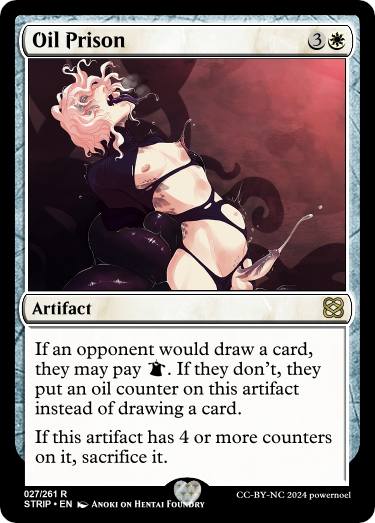 Oil Prison 3
Artifact
If an opponent would draw a card,
they may pay . If they don't, they
put an oil counter on this artifact
instead of drawing a card.
If this artifact has 4 or more counters
on it, sacrifice it.
027/261 R
STRIP • EN Anoki on Hentai Foundry
CC-BY-NC 2024 powernoel